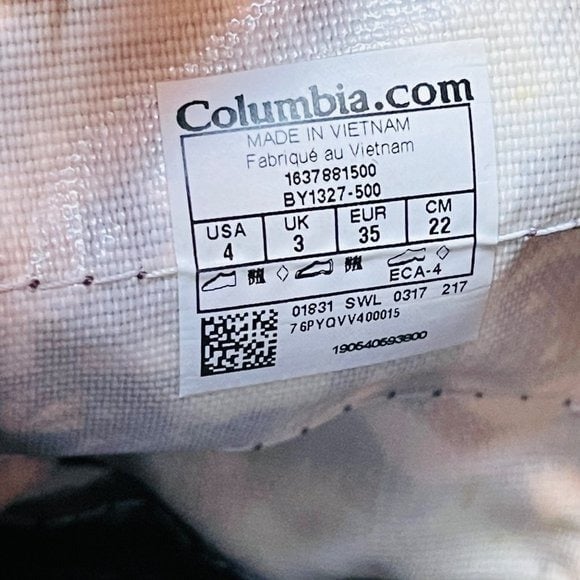 Columbia.com
MADE IN VIETNAM
Fabriqué au Vietnam
1637881500
BY1327-500
USA UK EUR CM
4 3 35 22
ECA-4
01831 SWL 0317 217
76PYQVV400015
190540593800